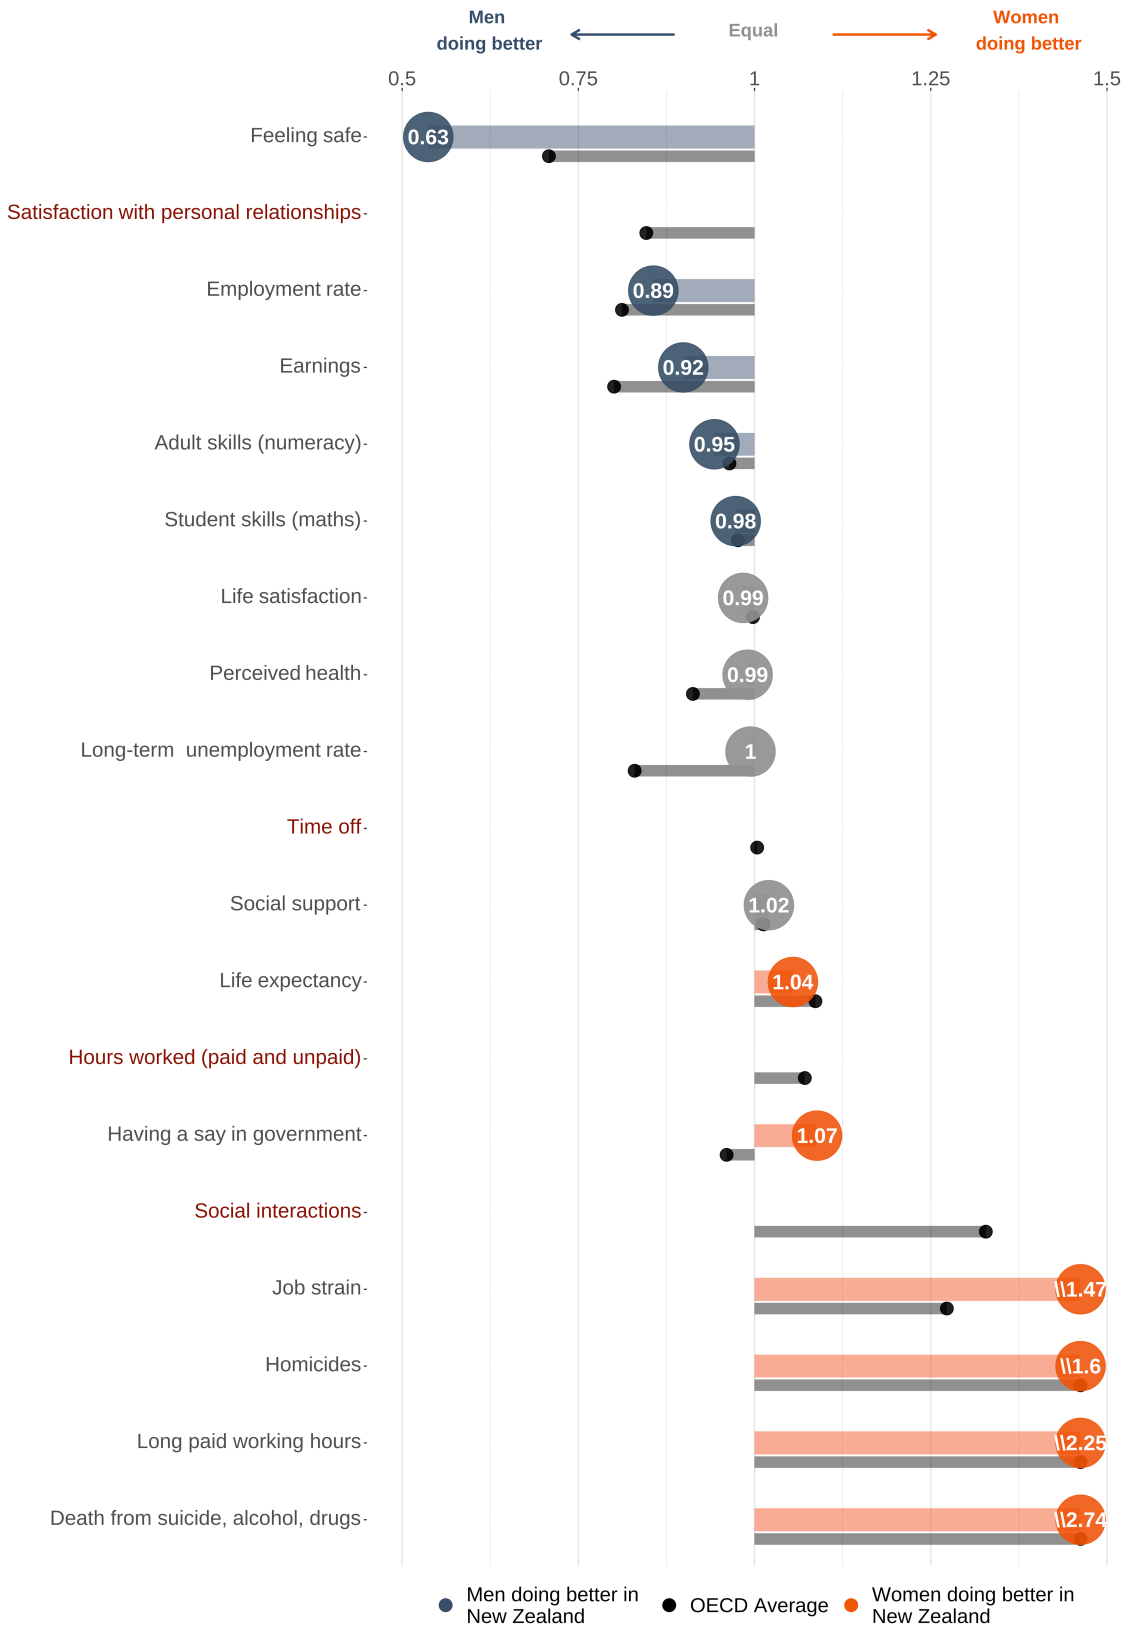 Men
doing better
Equal
Women
doing better
0.5 0.75 1 1.25 1.5
Feeling safe
0.63
Satisfaction with personal relationships
Employment rate
0.89
Earnings
0.92
Adult skills (numeracy)
0.95
Student skills (maths)
0.98
Life satisfaction
0.99
Perceived health
0.99
Long-term  unemployment rate
1
Time off
Social support
1.02
Life expectancy
1.04
Hours worked (paid and unpaid)
Having a say in government
1.07
Social interactions
Job strain
\\1.47
Homicides
\\1.6
Long paid working hours
\\2.25
Death from suicide, alcohol, drugs
\\2.74
Men doing better in
New Zealand
OECD Average
Women doing better in
New Zealand